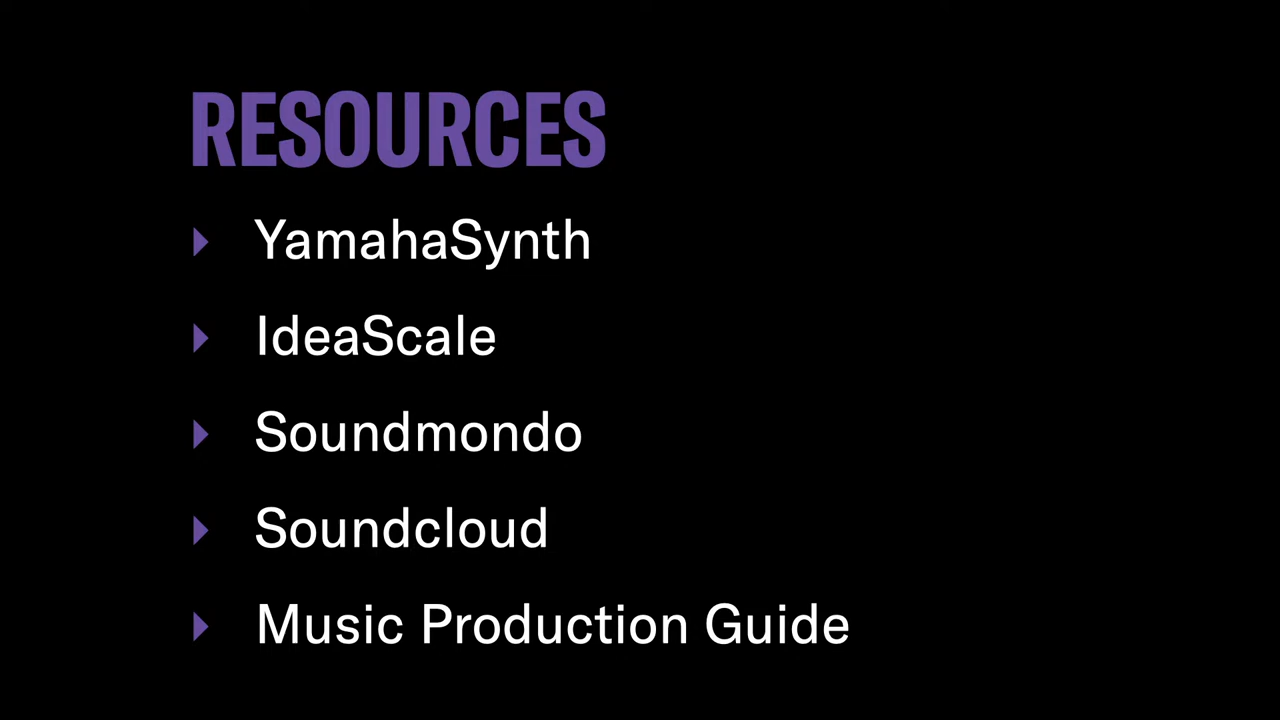 RESOURCES
YamahaSynth
IdeaScale
Soundmondo
Soundcloud
Music Production Guide